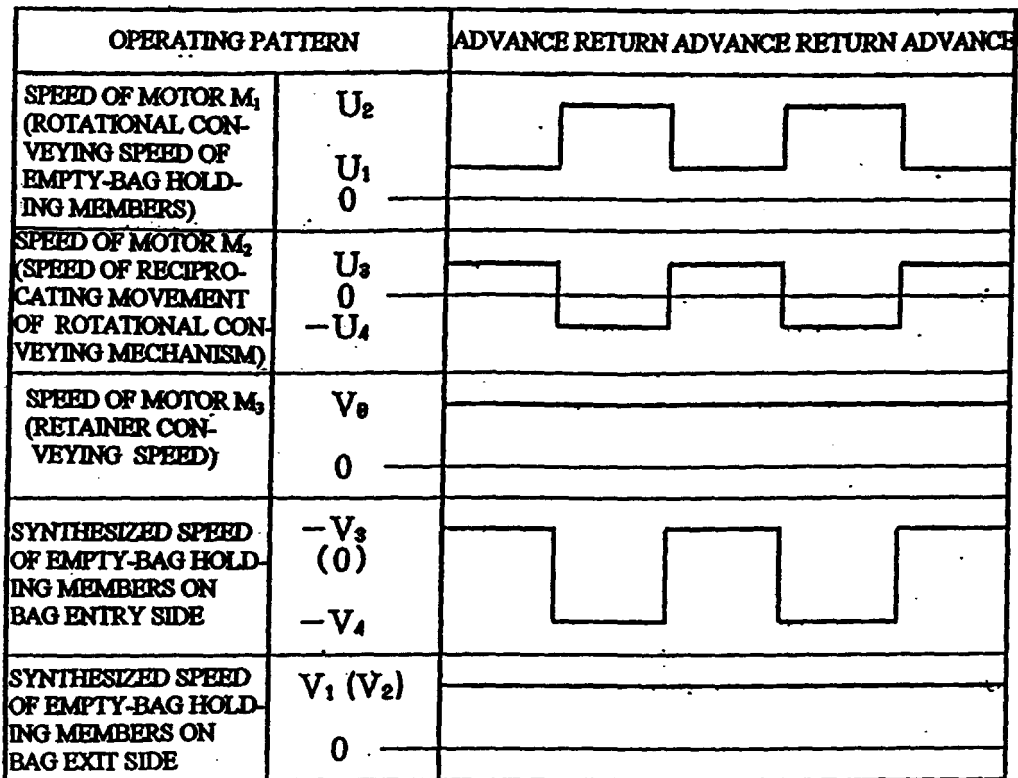 OPERATING PATTERN
ADVANCE RETURN ADVANCE RETURN ADVANCE
SPEED OF MOTOR M₁
(ROTATIONAL CON-
VEYING SPEED OF
EMPTY-BAG HOLD-
ING MEMBERS)
U₂
U₁
0
SPEED OF MOTOR M₂
(SPEED OF RECIPRO-
CATING MOVEMENT
OF ROTATIONAL CON-
VEYING MECHANISM)
U₃
0
-U₄
SPEED OF MOTOR M₃
(RETAINER CON-
VEYING SPEED)
V₀
0
SYNTHESIZED SPEED
OF EMPTY-BAG HOLD-
ING MEMBERS ON
BAG ENTRY SIDE
-V₃
(0)
-V₄
SYNTHESIZED SPEED
OF EMPTY-BAG HOLD-
ING MEMBERS ON
BAG EXIT SIDE
V₁ (V₂)
0